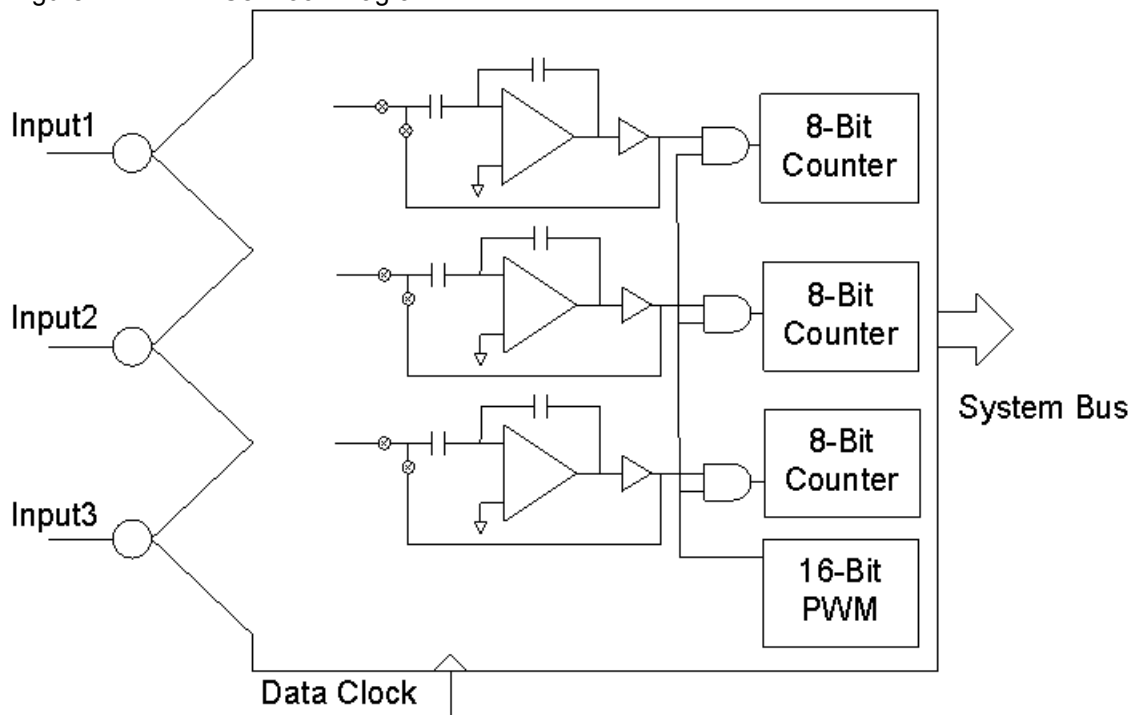 Input1
8-Bit
Counter
Input2
8-Bit
Counter
System Bus
Input3
8-Bit
Counter
16-Bit
PWM
Data Clock